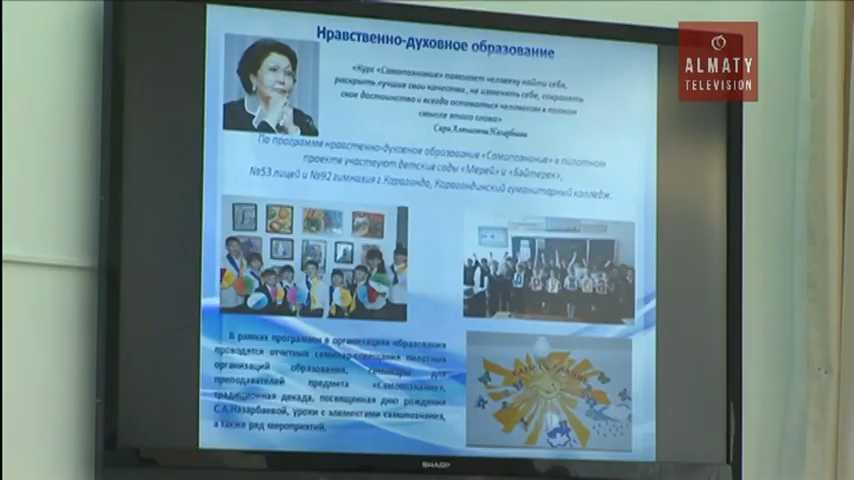 Нравственно-духовное образование
ALMATY
TELEVISION
«Курс «Самопознание» помогает человеку найти себя,
раскрыть лучшие свои качества, не изменять себе, сохранять
свое достоинство и всегда оставаться человеком в полном
смысле этого слова»
Сара Алпысовна Назарбаева
По программе нравственно-духовное образование «Самопознание» в пилотном
проекте участвуют детские сады «Мерей» и «Байтерек»,
№53 лицей и №92 гимназия г.Караганда, Карагандинский гуманитарный колледж.
В рамках программы в организациях образования
проводятся отчетные семинар-совещания пилотных
организаций образования, семинары для
преподавателей предмета «Самопознание»,
традиционная декада, посвященная дню рождения
С.А.Назарбаевой, уроки с элементами самопознания,
а также ряд мероприятий.
SHARP